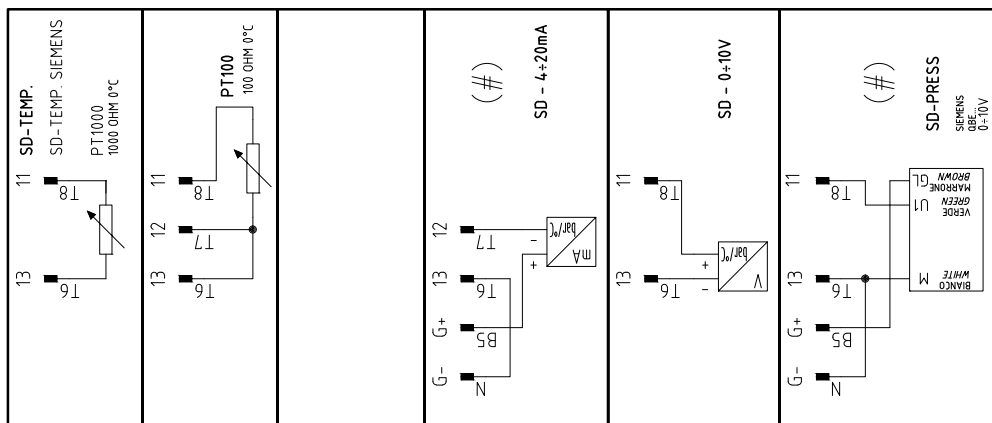 SD-TEMP.
SD-TEMP. SIEMENS
PT1000
1000 OHM 0°C
11
T8
13
T6
PT100
100 OHM 0°C
11
T8
12
T7
13
T6
(#)
SD - 4÷20mA
12
T7
13
T6
G+
B5
G-
N
-
+
bar/°C
mA
SD - 0÷10V
11
T8
13
T6
+
-
bar/°C
V
(#)
SD-PRESS
SIEMENS
QBE...
0÷10V
11
T8
13
T6
G+
B5
G-
N
GL
MARRONE
BROWN
U1
VERDE
GREEN
M
BIANCO
WHITE